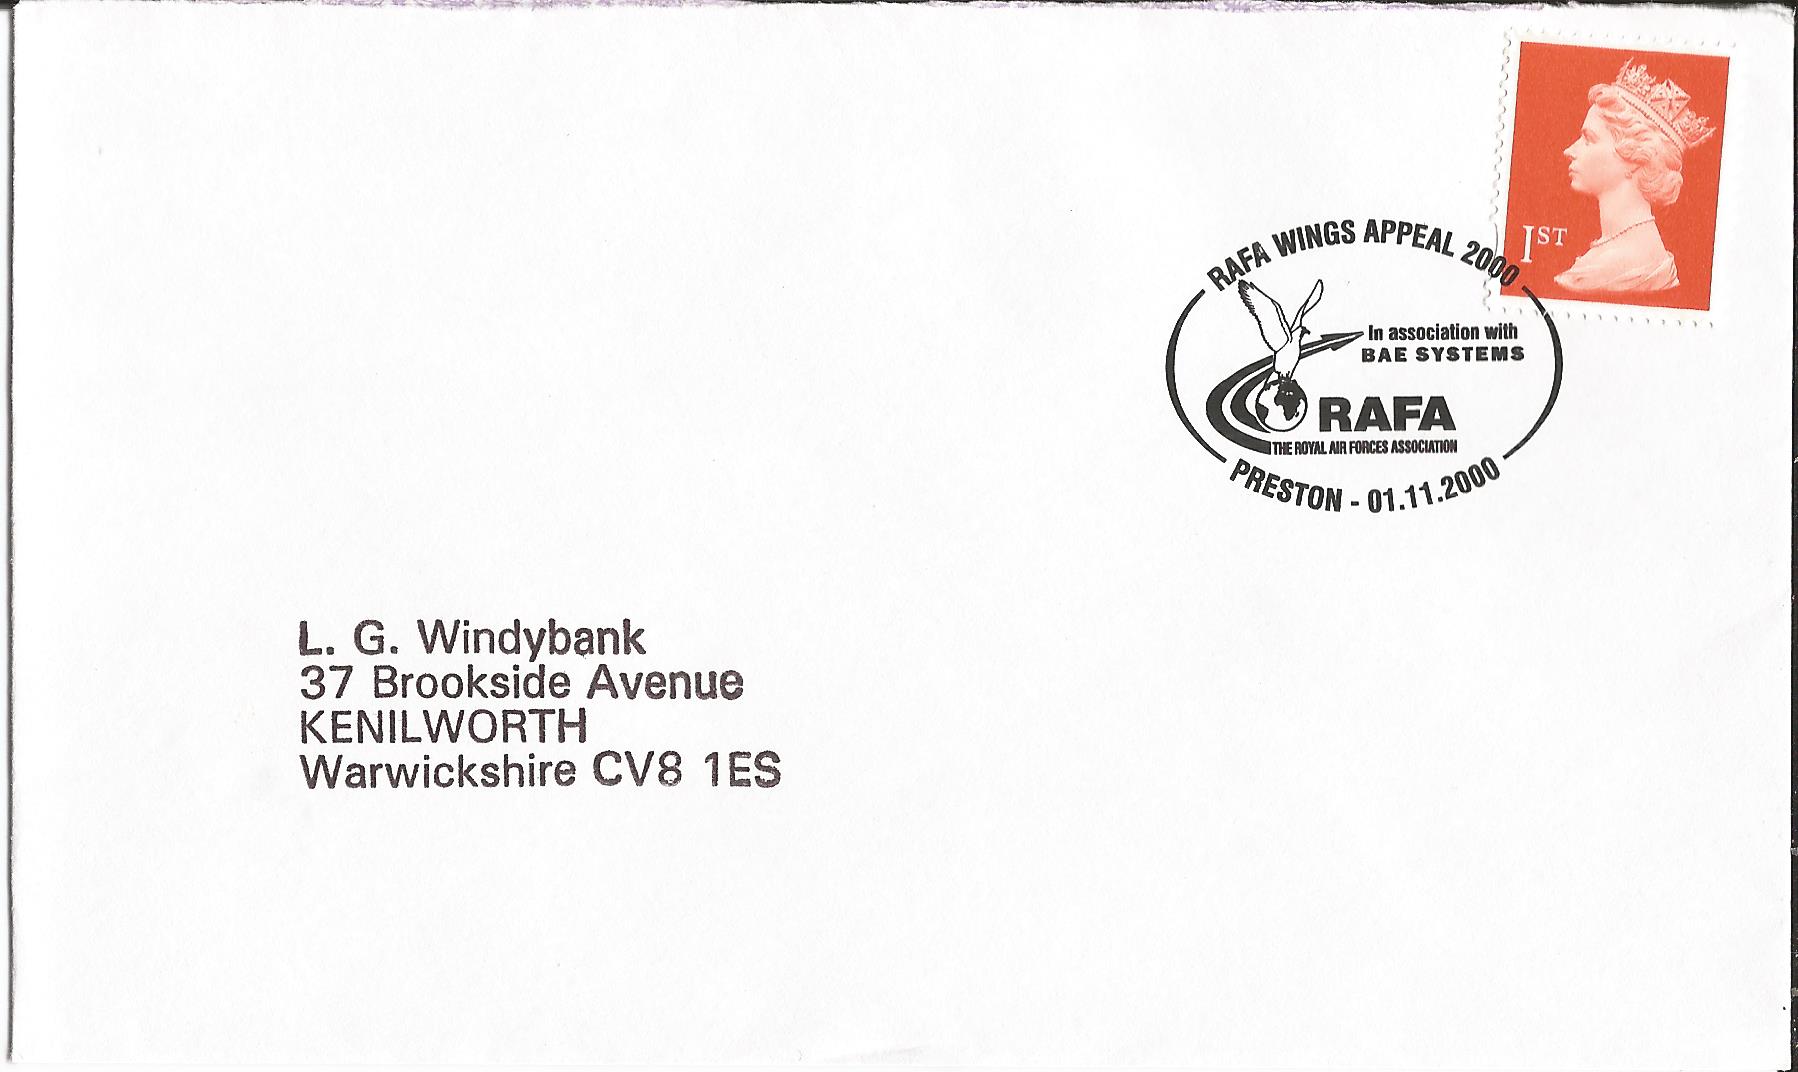 1ST
RAFA WINGS APPEAL 2000
In association with
BAE SYSTEMS
RAFA
THE ROYAL AIR FORCES ASSOCIATION
PRESTON - 01.11.2000
L. G. Windybank
37 Brookside Avenue
KENILWORTH
Warwickshire CV8 1ES